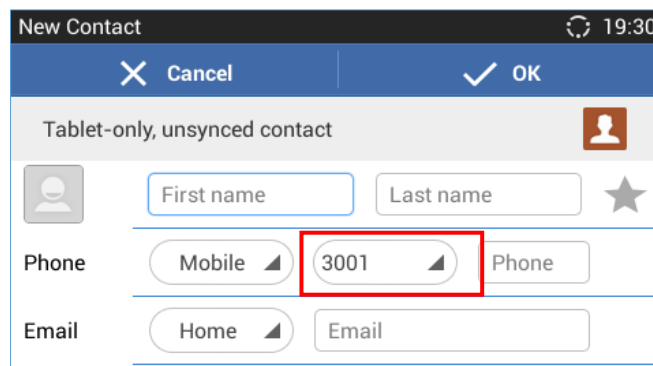 New Contact 19:30
Cancel OK
Tablet-only, unsynced contact
First name Last name
Phone Mobile 3001 Phone
Email Home Email